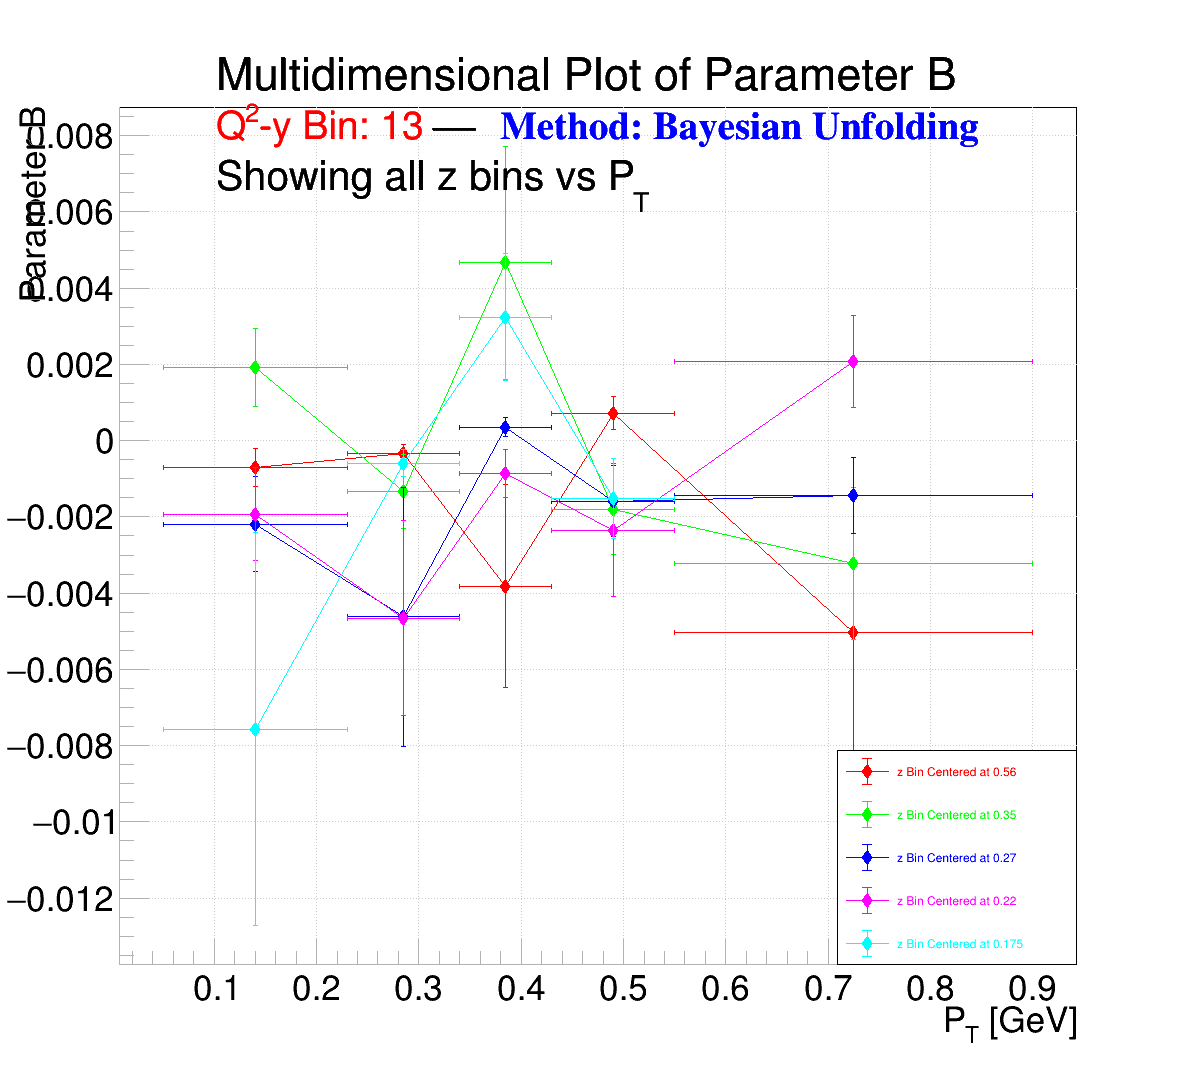 Multidimensional Plot of Parameter B
Q²-y Bin: 13 — Method: Bayesian Unfolding
Showing all z bins vs P_T
Parameter B
0.008
0.006
0.004
0.002
0
−0.002
−0.004
−0.006
−0.008
−0.01
−0.012
z Bin Centered at 0.56
z Bin Centered at 0.35
z Bin Centered at 0.27
z Bin Centered at 0.22
z Bin Centered at 0.175
0.1 0.2 0.3 0.4 0.5 0.6 0.7 0.8 0.9
P_T [GeV]